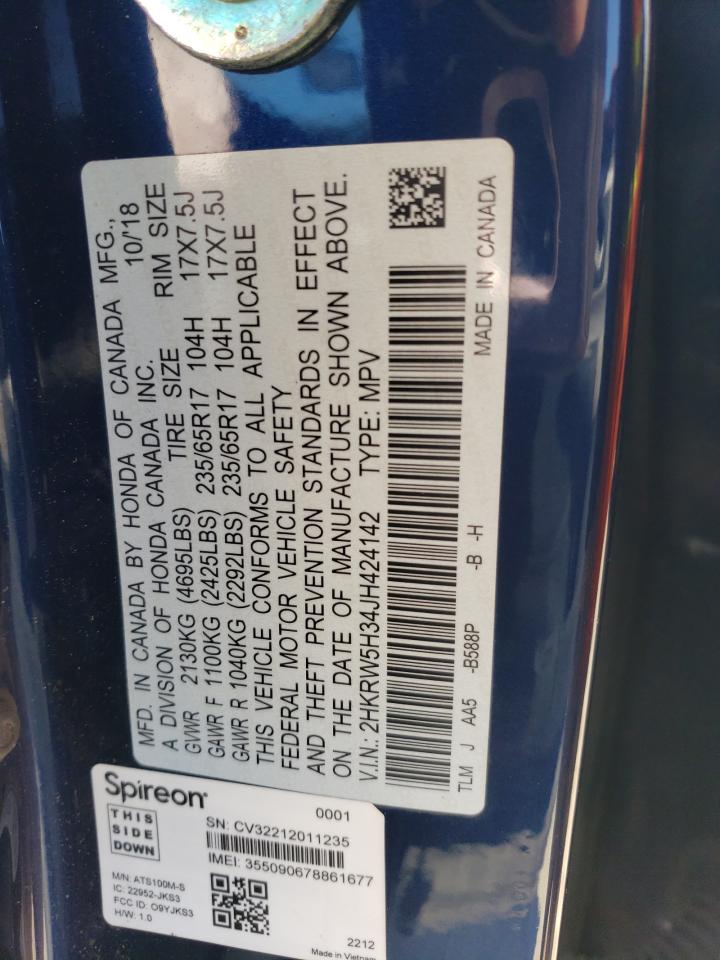 MFD. IN CANADA BY HONDA OF CANADA MFG.,
A DIVISION OF HONDA CANADA INC. 10/18
GVWR 2130KG (4695LBS) TIRE SIZE RIM SIZE
GAWR F 1100KG (2425LBS) 235/65R17 104H 17X7.5J
GAWR R 1040KG (2292LBS) 235/65R17 104H 17X7.5J
THIS VEHICLE CONFORMS TO ALL APPLICABLE
FEDERAL MOTOR VEHICLE SAFETY
AND THEFT PREVENTION STANDARDS IN EFFECT
ON THE DATE OF MANUFACTURE SHOWN ABOVE.
V.I.N.: 2HKRW5H34JH424142 TYPE: MPV
TLM J AA5 -B588P -B -H
MADE IN CANADA
Spireon
0001
THIS
SIDE
DOWN
SN: CV32212011235
IMEI: 355090678861677
M/N: ATS100M-S
IC: 22952-JKS3
FCC ID: O9YJKS3
H/W: 1.0
2212
Made in Vietnam